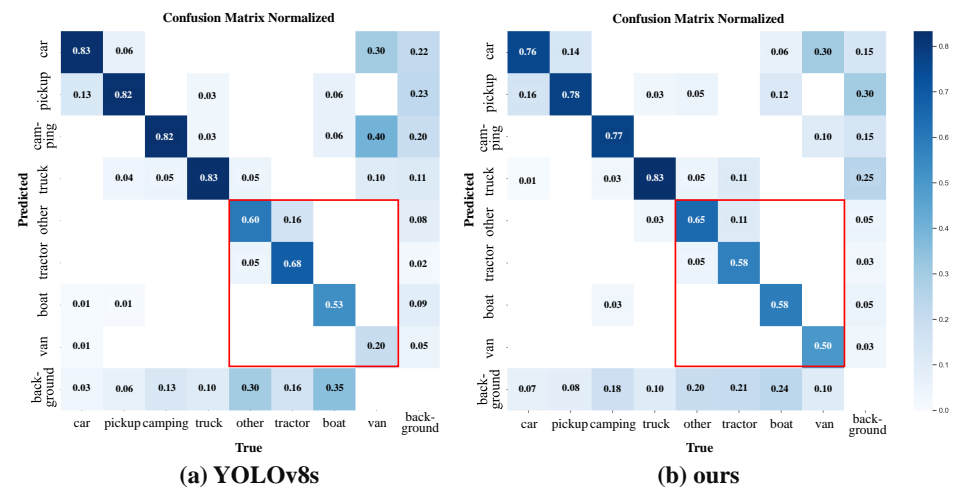 Confusion Matrix Normalized
Predicted
car 0.83 0.06 0.30 0.22
pickup 0.13 0.82 0.03 0.06 0.23
cam-
ping 0.82 0.03 0.06 0.40 0.20
truck 0.04 0.05 0.83 0.05 0.10 0.11
other 0.60 0.16 0.08
tractor 0.05 0.68 0.02
boat 0.01 0.01 0.53 0.09
van 0.01 0.20 0.05
back-
ground 0.03 0.06 0.13 0.10 0.30 0.16 0.35
car pickup camping truck other tractor boat van back-
ground
True
(a) YOLOv8s
Confusion Matrix Normalized
Predicted
car 0.76 0.14 0.06 0.30 0.15
pickup 0.16 0.78 0.03 0.05 0.12 0.30
cam-
ping 0.77 0.10 0.15
truck 0.01 0.03 0.83 0.05 0.11 0.25
other 0.03 0.65 0.11 0.05
tractor 0.05 0.58 0.03
boat 0.03 0.58 0.05
van 0.50 0.03
back-
ground 0.07 0.08 0.18 0.10 0.20 0.21 0.24 0.10
car pickup camping truck other tractor boat van back-
ground
True
(b) ours
0.8
0.7
0.6
0.5
0.4
0.3
0.2
0.1
0.0